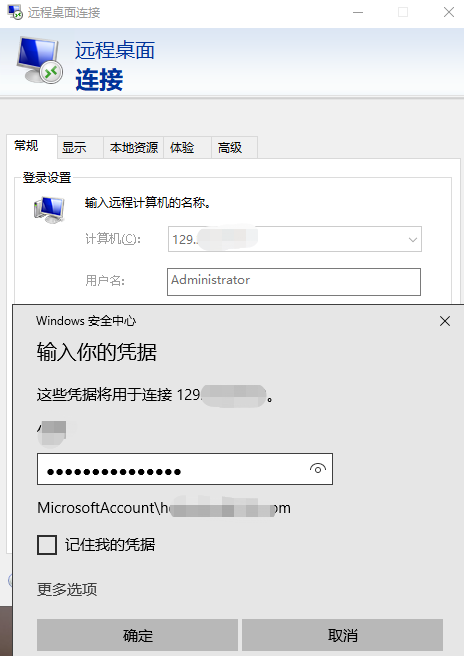 远程桌面连接
远程桌面
连接
常规 显示 本地资源 体验 高级
登录设置
输入远程计算机的名称。
计算机(C): 129.
用户名: Administrator
Windows 安全中心
输入你的凭据
这些凭据将用于连接 129. 。
●●●●●●●●●●●●●●●
MicrosoftAccount\h om
记住我的凭据
更多选项
确定 取消